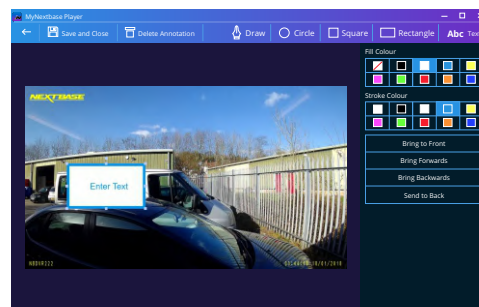 MyNextbase Player
Save and Close
Delete Annotation
Draw
Circle
Square
Rectangle
Abc
Fill Colour
NEXTBASE
Stroke Colour
Bring to Front
Bring Forwards
Enter Text
Bring Backwards
Send to Back